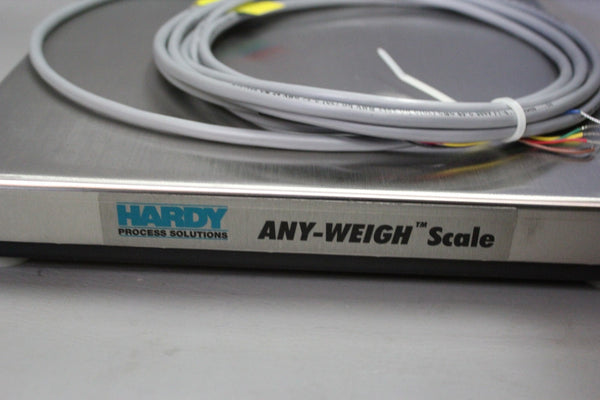 HARDY
PROCESS SOLUTIONS
ANY-WEIGH™ Scale